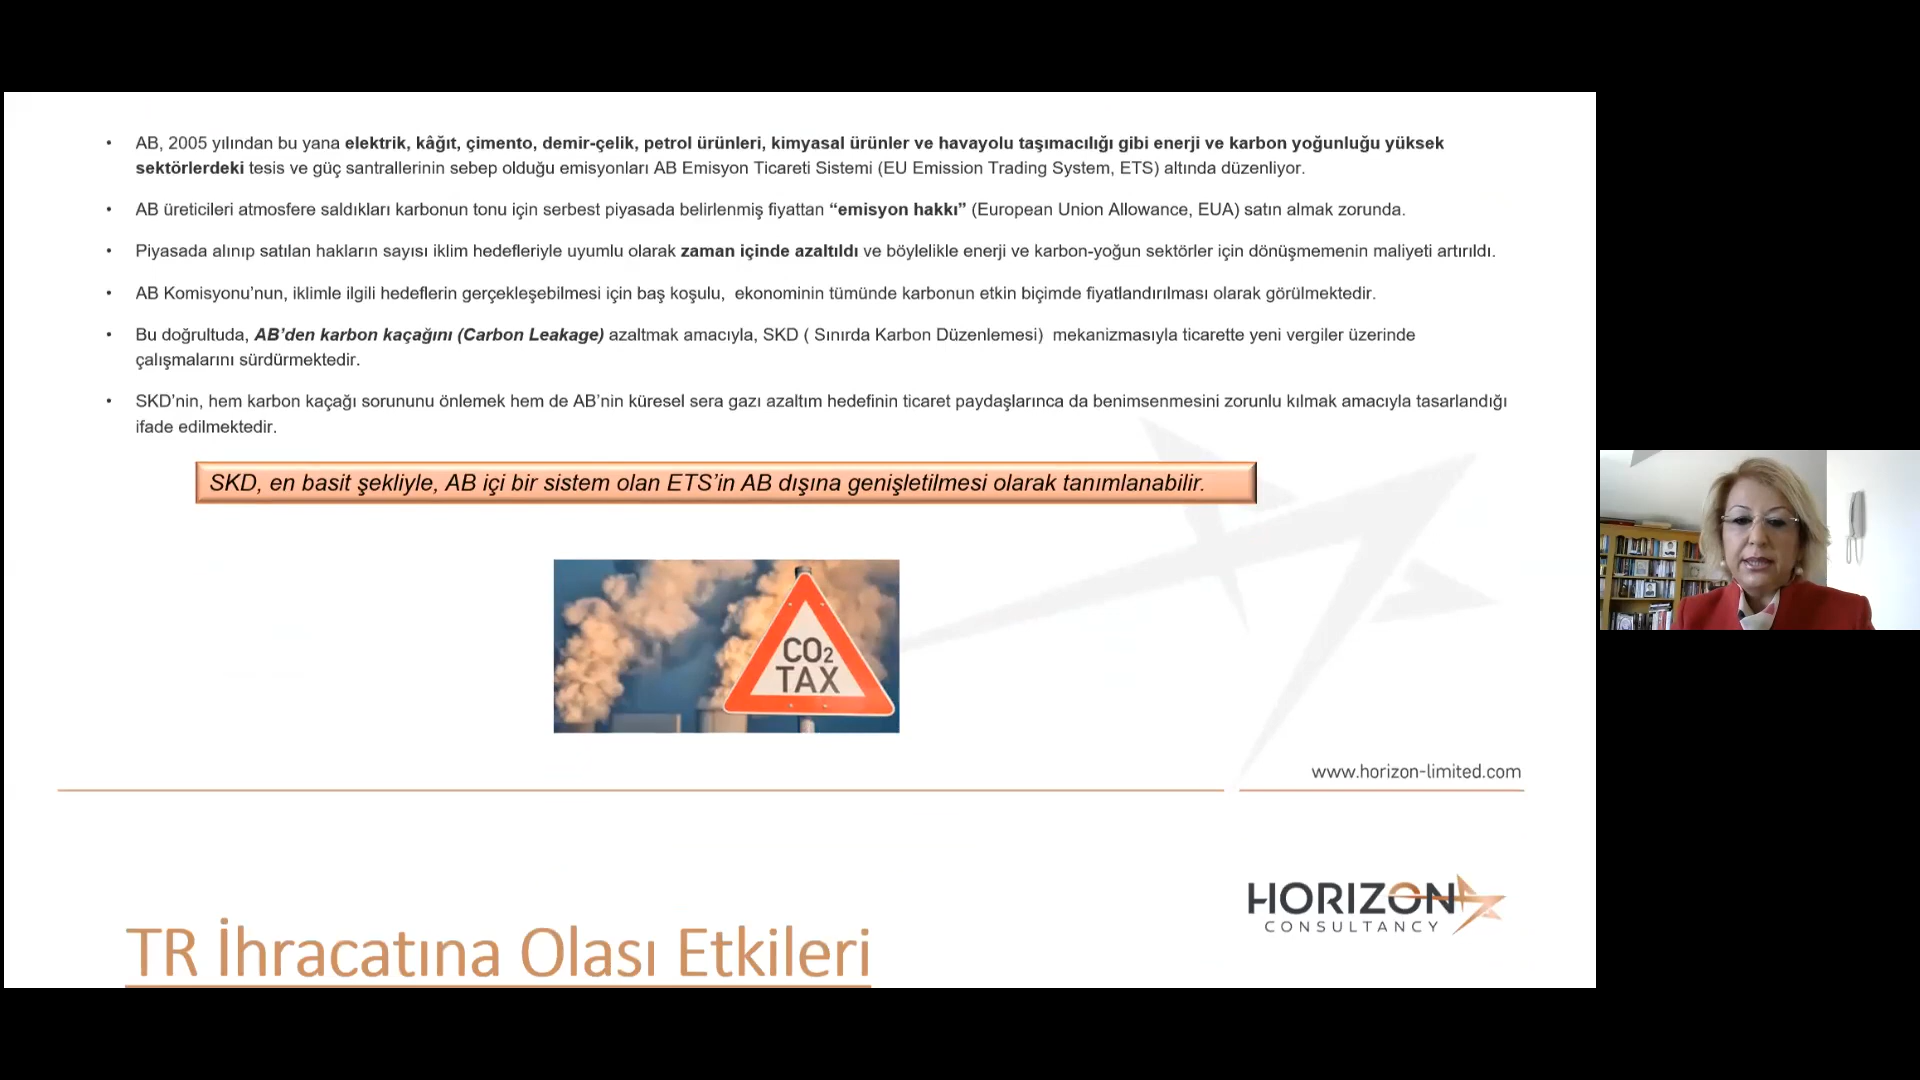 • AB, 2005 yılından bu yana elektrik, kâğıt, çimento, demir-çelik, petrol ürünleri, kimyasal ürünler ve havayolu taşımacılığı gibi enerji ve karbon yoğunluğu yüksek
sektörlerdeki tesis ve güç santrallerinin sebep olduğu emisyonları AB Emisyon Ticareti Sistemi (EU Emission Trading System, ETS) altında düzenliyor.
• AB üreticileri atmosfere saldıkları karbonun tonu için serbest piyasada belirlenmiş fiyattan “emisyon hakkı” (European Union Allowance, EUA) satın almak zorunda.
• Piyasada alınıp satılan hakların sayısı iklim hedefleriyle uyumlu olarak zaman içinde azaltıldı ve böylelikle enerji ve karbon-yoğun sektörler için dönüşmemenin maliyeti artırıldı.
• AB Komisyonu’nun, iklimle ilgili hedeflerin gerçekleşebilmesi için baş koşulu, ekonominin tümünde karbonun etkin biçimde fiyatlandırılması olarak görülmektedir.
• Bu doğrultuda, AB’den karbon kaçağını (Carbon Leakage) azaltmak amacıyla, SKD ( Sınırda Karbon Düzenlemesi) mekanizmasıyla ticarette yeni vergiler üzerinde
çalışmalarını sürdürmektedir.
• SKD’nin, hem karbon kaçağı sorununu önlemek hem de AB’nin küresel sera gazı azaltım hedefinin ticaret paydaşlarınca da benimsenmesini zorunlu kılmak amacıyla tasarlandığı
ifade edilmektedir.
SKD, en basit şekliyle, AB içi bir sistem olan ETS’in AB dışına genişletilmesi olarak tanımlanabilir.
CO₂
TAX
www.horizon-limited.com
HORIZON
CONSULTANCY
TR İhracatına Olası Etkileri